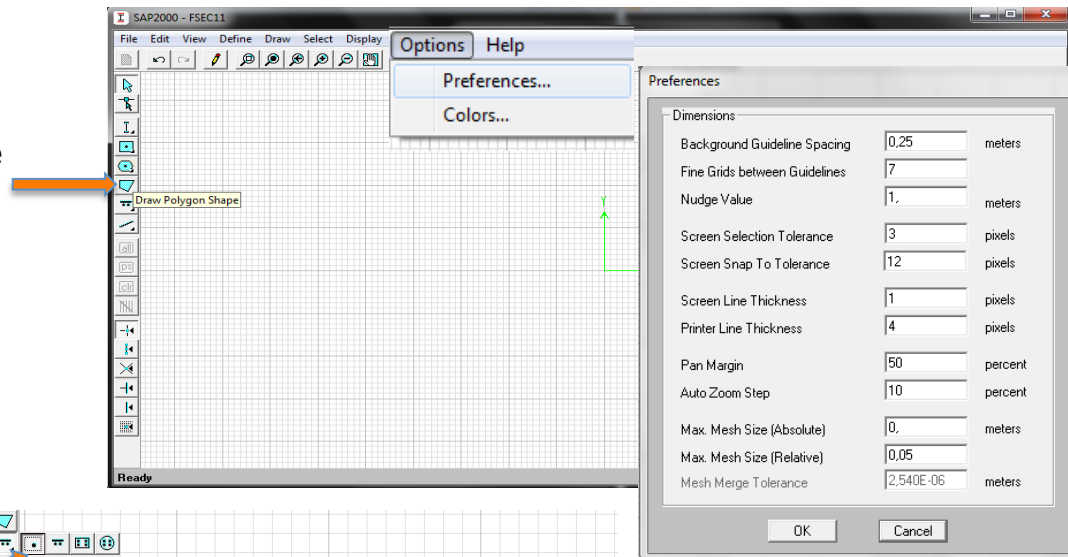 SAP2000 - FSEC11
File Edit View Define Draw Select Display
Options Help
Preferences...
Colors...
e
Draw Polygon Shape
Y
all
ps
clr
Ready
Preferences
Dimensions
Background Guideline Spacing 0,25 meters
Fine Grids between Guidelines 7
Nudge Value 1, meters
Screen Selection Tolerance 3 pixels
Screen Snap To Tolerance 12 pixels
Screen Line Thickness 1 pixels
Printer Line Thickness 4 pixels
Pan Margin 50 percent
Auto Zoom Step 10 percent
Max. Mesh Size (Absolute) 0, meters
Max. Mesh Size (Relative) 0,05
Mesh Merge Tolerance 2,540E-06 meters
OK Cancel